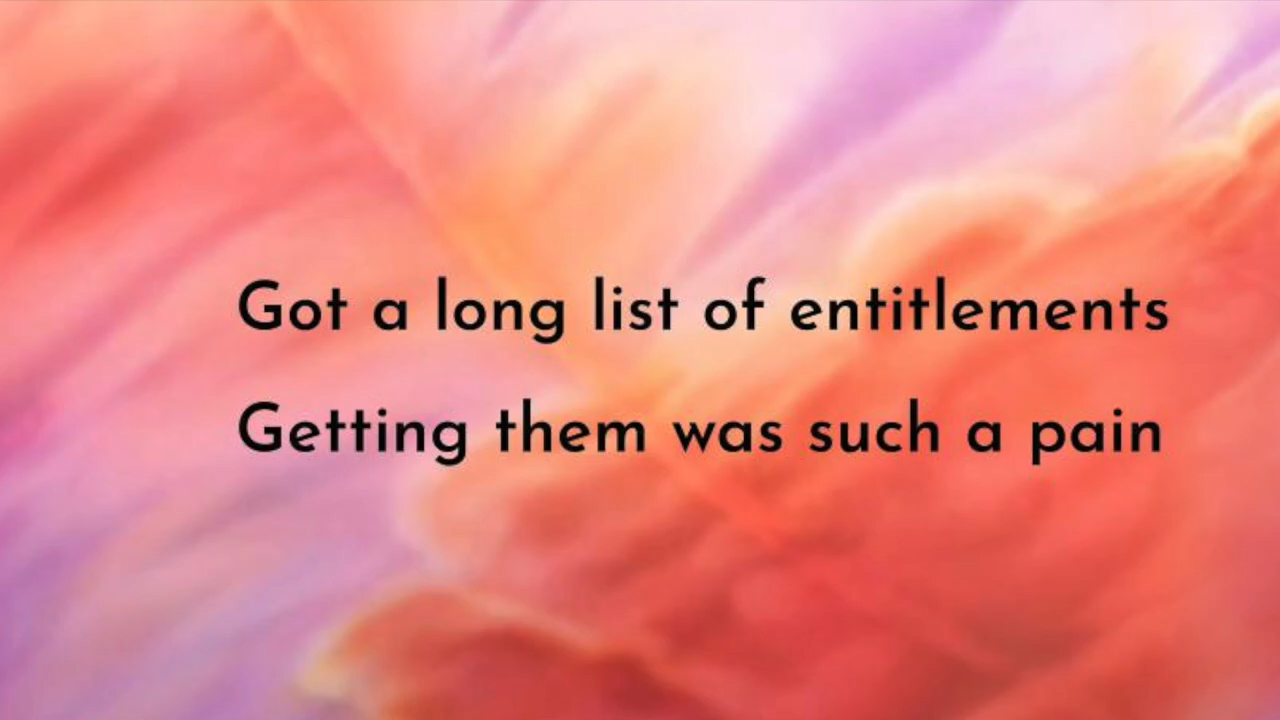 Got a long list of entitlements
Getting them was such a pain